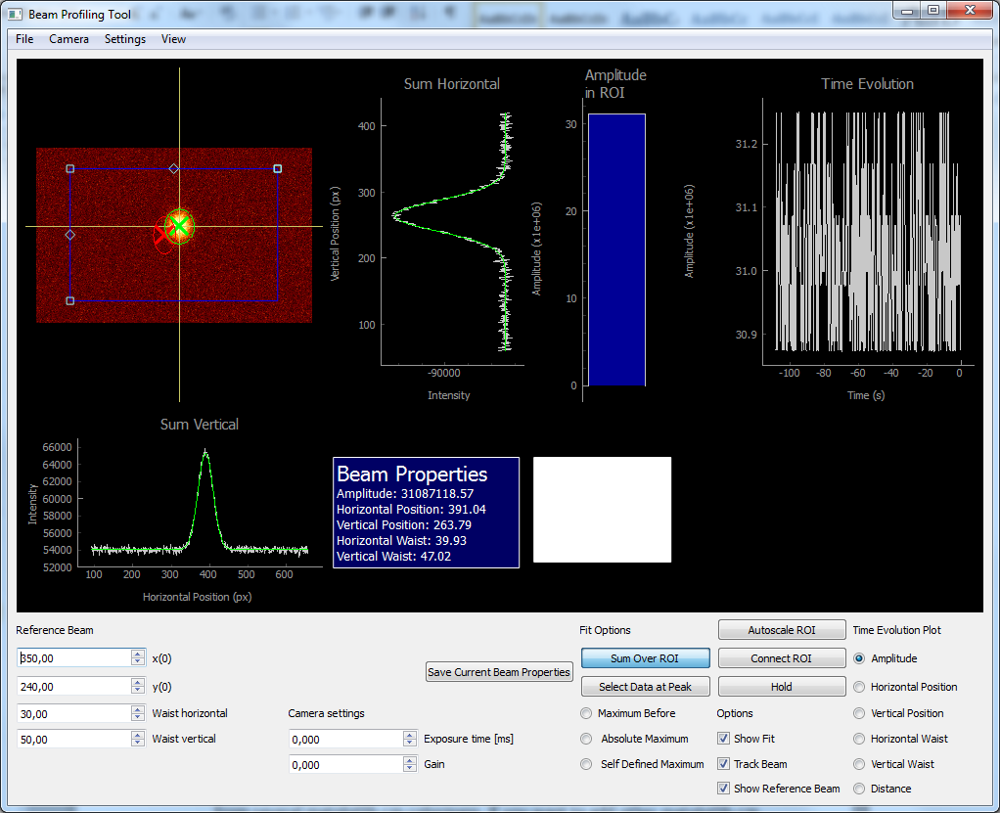 Beam Profiling Tool
File Camera Settings View
Sum Horizontal
400
300
200
100
Vertical Position (px)
-90000
Intensity
Amplitude
in ROI
30
20
10
0
Amplitude (x1e+06)
Time Evolution
31.2
31.1
31.0
30.9
Amplitude (x1e+06)
-100 -80 -60 -40 -20 0
Time (s)
Sum Vertical
66000
64000
62000
60000
58000
56000
54000
52000
Intensity
100 200 300 400 500 600
Horizontal Position (px)
Beam Properties
Amplitude: 31087118.57
Horizontal Position: 391.04
Vertical Position: 263.79
Horizontal Waist: 39.93
Vertical Waist: 47.02
Reference Beam
350,00 x(0)
240,00 y(0)
30,00 Waist horizontal
50,00 Waist vertical
Save Current Beam Properties
Camera settings
0,000 Exposure time [ms]
0,000 Gain
Fit Options
Sum Over ROI
Select Data at Peak
Maximum Before
Absolute Maximum
Self Defined Maximum
Autoscale ROI
Connect ROI
Hold
Options
Show Fit
Track Beam
Show Reference Beam
Time Evolution Plot
Amplitude
Horizontal Position
Vertical Position
Horizontal Waist
Vertical Waist
Distance